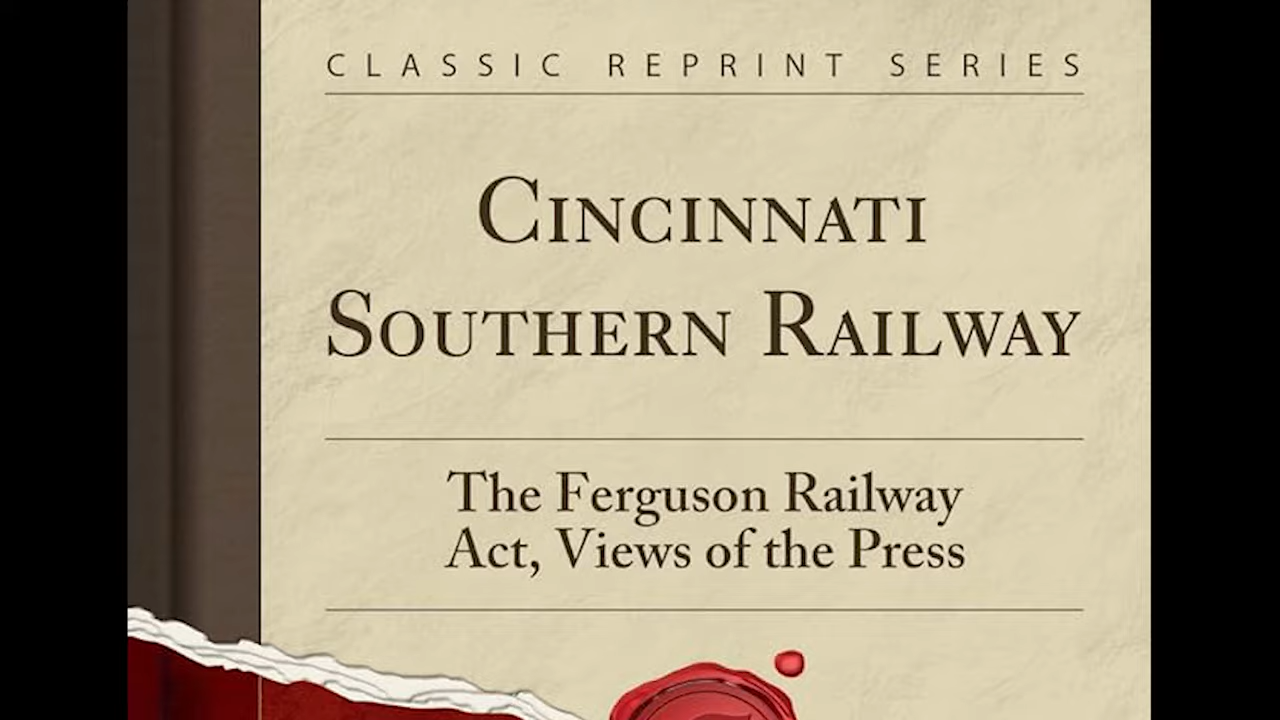 CLASSIC REPRINT SERIES
CINCINNATI
SOUTHERN RAILWAY
The Ferguson Railway
Act, Views of the Press